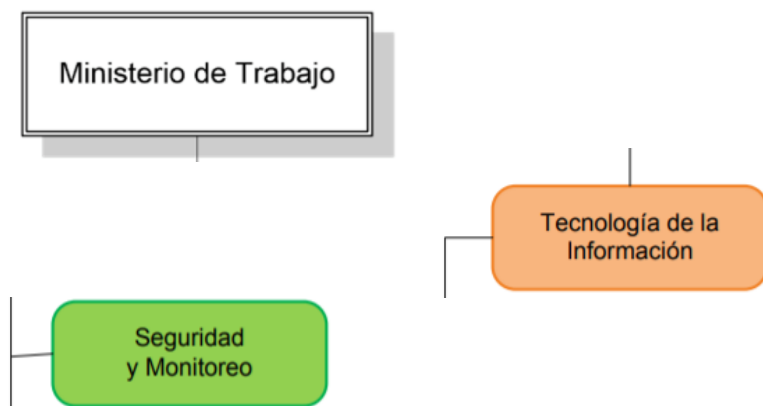 Ministerio de Trabajo
Tecnología de la
Información
Seguridad
y Monitoreo